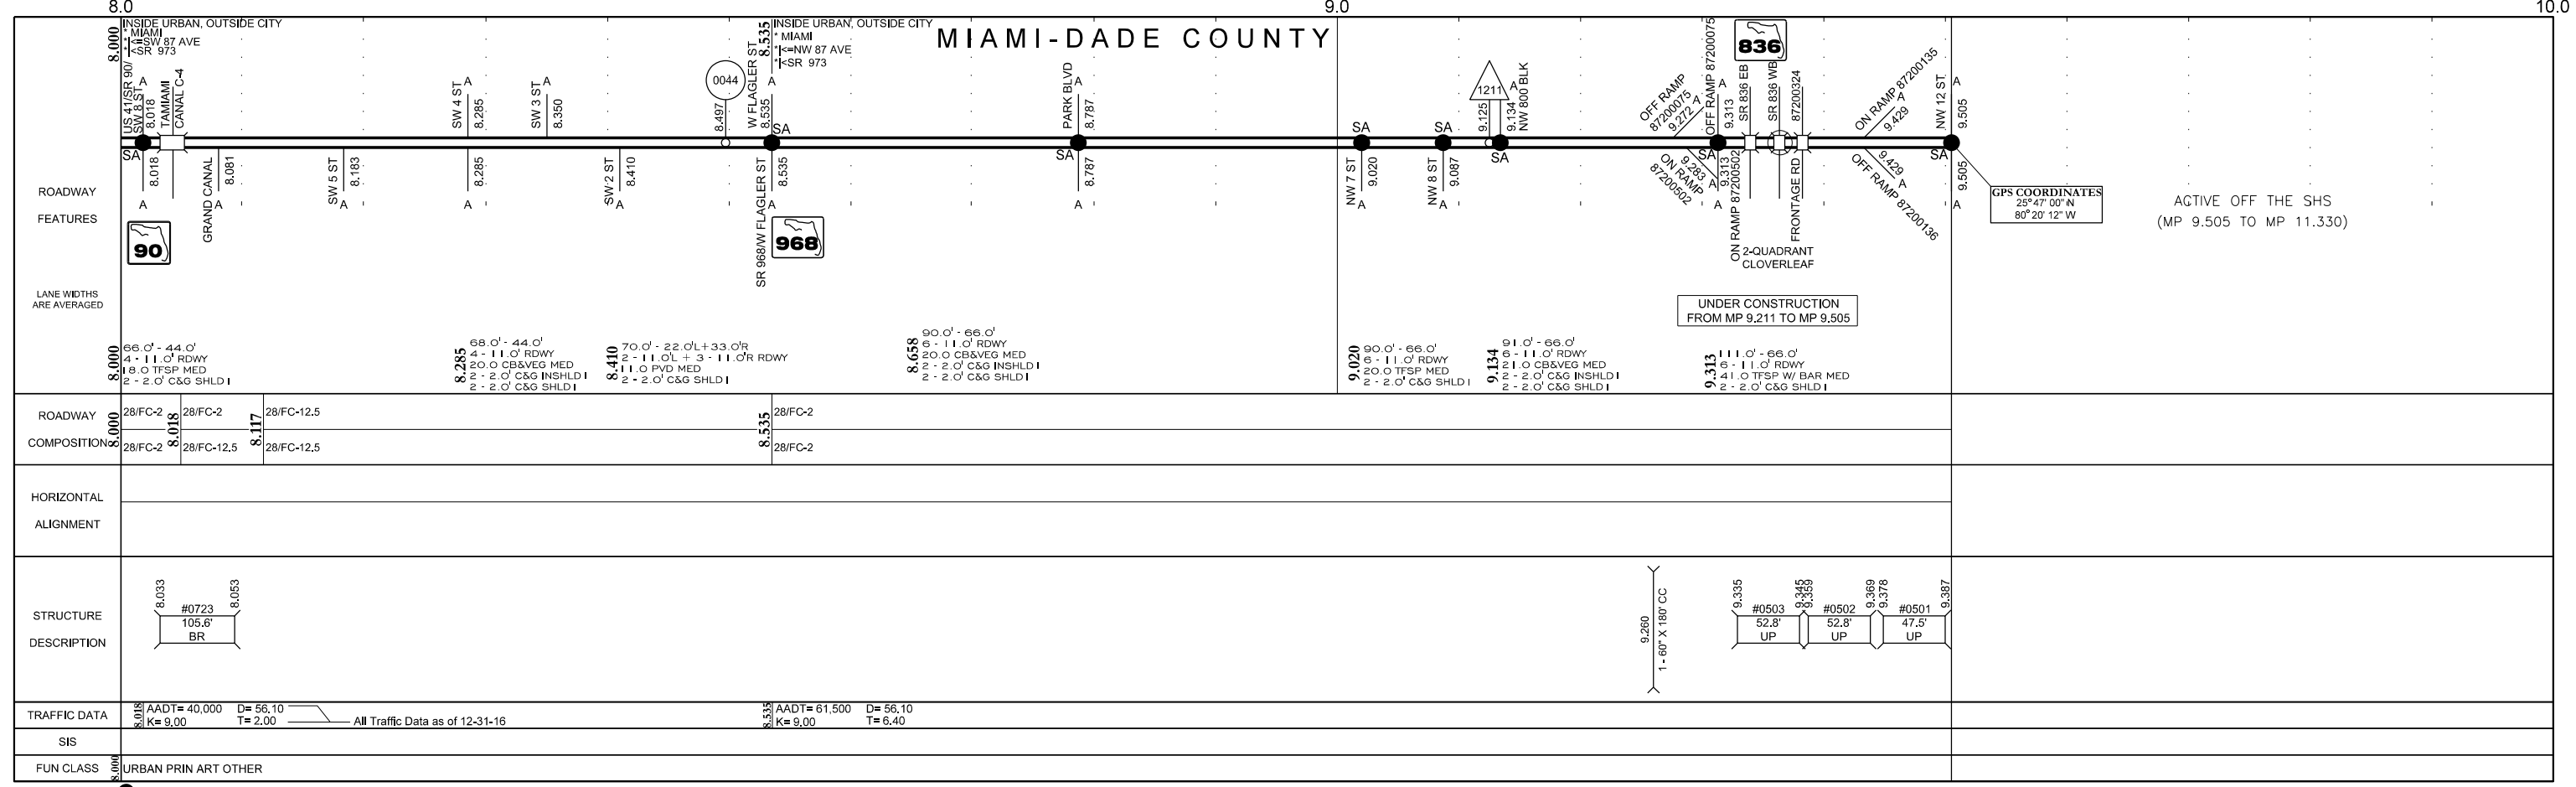 8.0
9.0
10.0
MIAMI-DADE COUNTY
8.000
INSIDE URBAN, OUTSIDE CITY
* MIAMI
*|<=SW 87 AVE
*|<SR 973
8.535
INSIDE URBAN, OUTSIDE CITY
* MIAMI
*|<=NW 87 AVE
*|<SR 973
US 41/SR 90/
SW 8 ST
8.018
A
TAMIAMI
CANAL C-4
SW 4 ST
8.285
A
SW 3 ST
8.350
A
0044
8.497
W FLAGLER ST
8.535
A
SA
PARK BLVD
8.787
A
1211
9.125
9.134
A
NW 800 BLK
OFF RAMP
87200075
9.272 A
OFF RAMP 87200075
9.313
A
836
SR 836 EB
SR 836 WB
87200324
ON RAMP 87200135
9.429
A
NW 12 ST
9.505
A
SA
8.018
A
90
GRAND CANAL
8.081
A
SW 5 ST
8.183
A
8.285
A
SW 2 ST
8.410
A
SR 968/W FLAGLER ST
8.535
A
968
SA
8.787
A
SA
NW 7 ST
9.020
A
SA
NW 8 ST
9.087
A
SA
ON RAMP
87200502
9.283
A
SA
9.313
A
ON RAMP 87200502
FRONTAGE RD
2-QUADRANT
CLOVERLEAF
9.429
A
OFF RAMP 87200136
SA
9.505
A
GPS COORDINATES
25° 47' 00" N
80° 20' 12" W
ACTIVE OFF THE SHS
(MP 9.505 TO MP 11.330)
ROADWAY
FEATURES
LANE WIDTHS
ARE AVERAGED
UNDER CONSTRUCTION
FROM MP 9.211 TO MP 9.505
8.000
66.0' - 44.0'
4 - 11.0' RDWY
18.0 TFSP MED
2 - 2.0' C&G SHLD1
8.285
68.0' - 44.0'
4 - 11.0' RDWY
20.0 CB&VEG MED
2 - 2.0' C&G INSHLD1
2 - 2.0' C&G SHLD1
8.410
70.0' - 22.0'L+33.0'R
2 - 11.0'L + 3 - 11.0'R RDWY
11.0 PVD MED
2 - 2.0' C&G SHLD1
8.658
90.0' - 66.0'
6 - 11.0' RDWY
20.0 CB&VEG MED
2 - 2.0' C&G INSHLD1
2 - 2.0' C&G SHLD1
9.020
90.0' - 66.0'
6 - 11.0' RDWY
20.0 TFSP MED
2 - 2.0' C&G SHLD1
9.134
91.0' - 66.0'
6 - 11.0' RDWY
21.0 CB&VEG MED
2 - 2.0' C&G INSHLD1
2 - 2.0' C&G SHLD1
9.313
111.0' - 66.0'
6 - 11.0' RDWY
41.0 TFSP W/ BAR MED
2 - 2.0' C&G SHLD1
ROADWAY
COMPOSITION
8.000
28/FC-2
28/FC-2
8.018
28/FC-2
28/FC-12.5
8.117
28/FC-12.5
28/FC-12.5
8.535
28/FC-2
28/FC-2
HORIZONTAL
ALIGNMENT
STRUCTURE
DESCRIPTION
8.033
8.053
#0723
105.6'
BR
9.260
1 - 60" X 180' CC
9.335
9.345
#0503
52.8'
UP
9.359
9.369
#0502
52.8'
UP
9.378
9.387
#0501
47.5'
UP
TRAFFIC DATA
8.018
AADT= 40,000 D= 56.10
K= 9.00 T= 2.00
All Traffic Data as of 12-31-16
8.535
AADT= 61,500 D= 56.10
K= 9.00 T= 6.40
SIS
FUN CLASS
8.000
URBAN PRIN ART OTHER